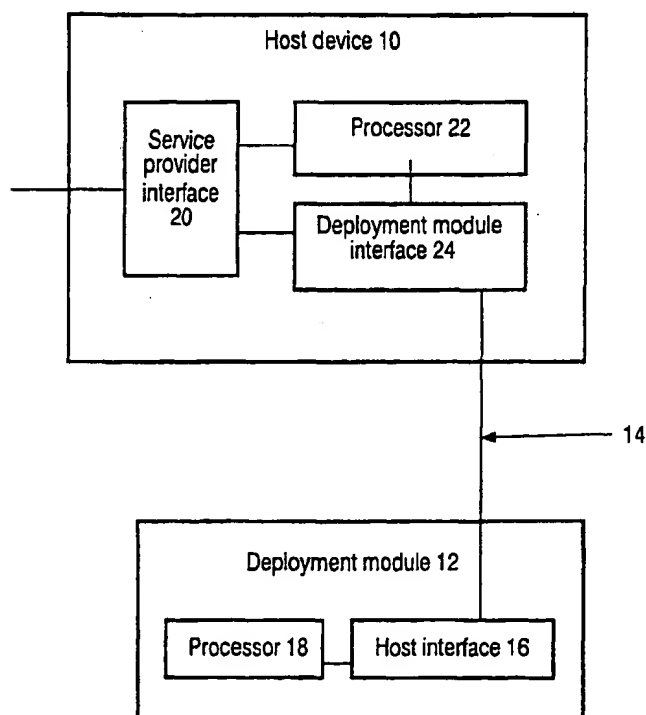 Host device 10
Service
provider
interface
20
Processor 22
Deployment module
interface 24
14
Deployment module 12
Processor 18
Host interface 16